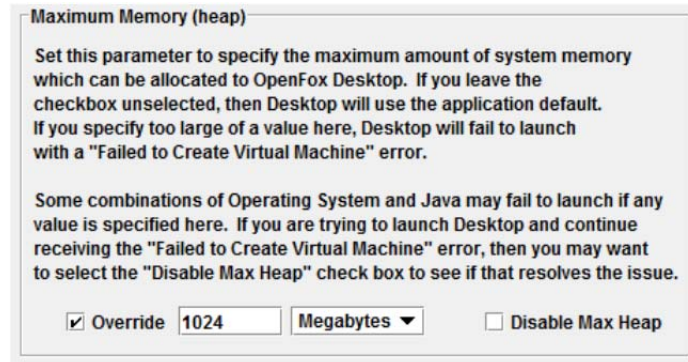 Maximum Memory (heap)
Set this parameter to specify the maximum amount of system memory
which can be allocated to OpenFox Desktop.  If you leave the
checkbox unselected, then Desktop will use the application default.
If you specify too large of a value here, Desktop will fail to launch
with a "Failed to Create Virtual Machine" error.
Some combinations of Operating System and Java may fail to launch if any
value is specified here.  If you are trying to launch Desktop and continue
receiving the "Failed to Create Virtual Machine" error, then you may want
to select the "Disable Max Heap" check box to see if that resolves the issue.
Override 1024 Megabytes Disable Max Heap